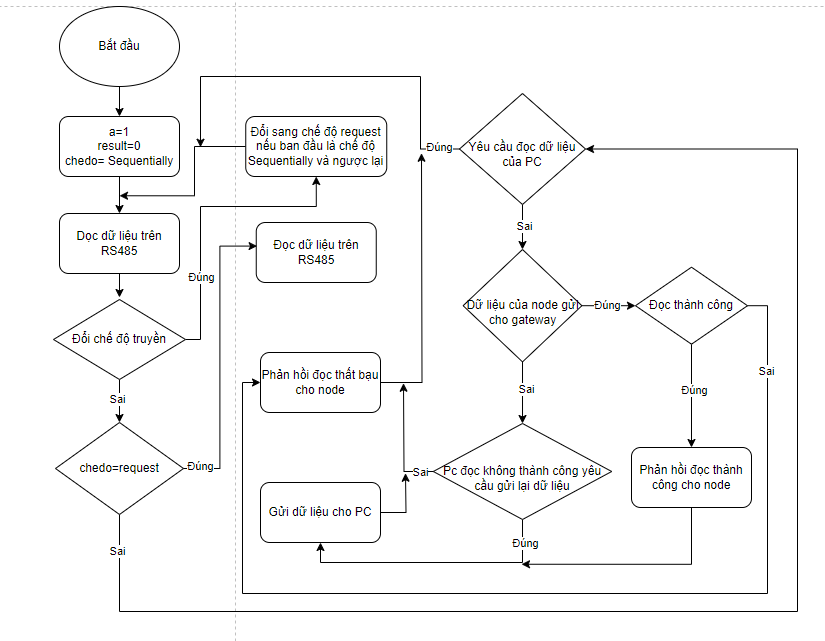 Bắt đầu
a=1
result=0
chedo= Sequentially
Đổi sang chế độ request
nếu ban đầu là chế độ
Sequentially và ngược lại
Đúng
Yêu cầu đọc dữ liệu
của PC
Dọc dữ liệu trên
RS485
Đọc dữ liệu trên
RS485
Sai
Đúng
Dữ liệu của node gửi
cho gateway
Đúng
Đọc thành công
Đổi chế độ truyền
Sai
Phản hồi đọc thất bạu
cho node
Sai
Đúng
Sai
chedo=request
Đúng
Sai
Pc đọc không thành công yêu
cầu gửi lại dữ liệu
Phản hồi đọc thành
công cho node
Gửi dữ liệu cho PC
Đúng
Sai